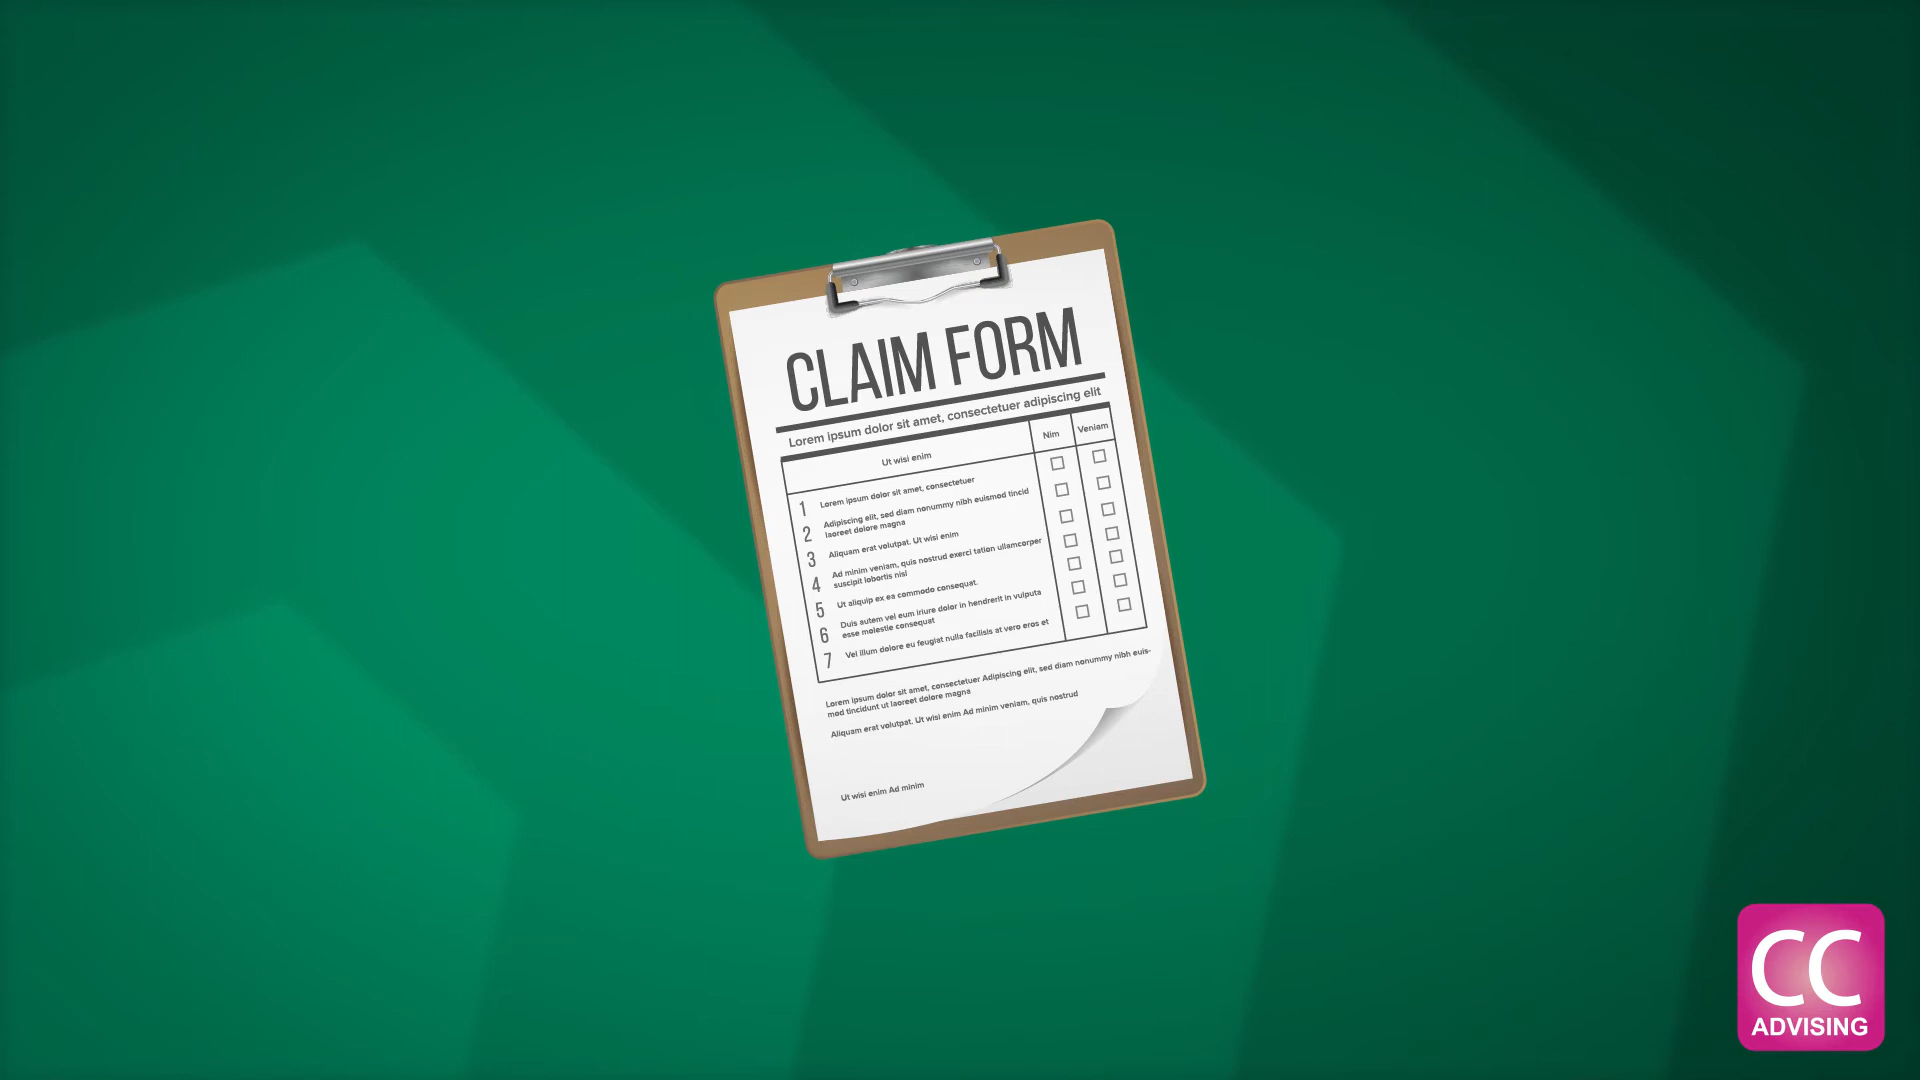 CLAIM FORM
Lorem ipsum dolor sit amet, consectetuer adipiscing elit
Ut wisi enim Nim Veniam
1 Lorem ipsum dolor sit amet, consectetuer
2 Adipiscing elit, sed diam nonummy nibh euismod tincid
laoreet dolore magna
3 Aliquam erat volutpat. Ut wisi enim
4 Ad minim veniam, quis nostrud exerci tation ullamcorper
suscipit lobortis nisl
5 Ut aliquip ex ea commodo consequat.
6 Duis autem vel eum iriure dolor in hendrerit in vulputa
esse molestie consequat
7 Vel illum dolore eu feugiat nulla facilisis at vero eros et
Lorem ipsum dolor sit amet, consectetuer Adipiscing elit, sed diam nonummy nibh euis-
mod tincidunt ut laoreet dolore magna
Aliquam erat volutpat. Ut wisi enim Ad minim veniam, quis nostrud
Ut wisi enim Ad minim
CC
ADVISING